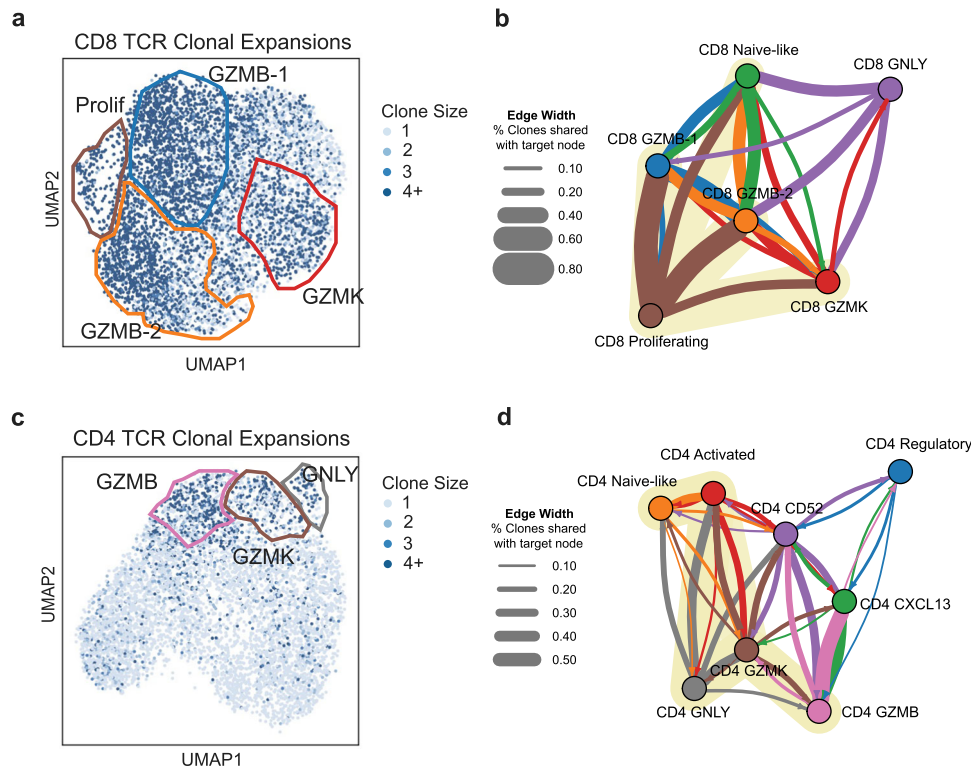 a
CD8 TCR Clonal Expansions
GZMB-1
Prolif.
GZMK
GZMB-2
UMAP2
UMAP1
Clone Size
1
2
3
4+
b
CD8 Naive-like
CD8 GNLY
CD8 GZMB-1
CD8 GZMB-2
CD8 GZMK
CD8 Proliferating
Edge Width
% Clones shared
with target node
0.10
0.20
0.40
0.60
0.80
c
CD4 TCR Clonal Expansions
GZMB
GNLY
GZMK
UMAP2
UMAP1
Clone Size
1
2
3
4+
d
CD4 Regulatory
CD4 Activated
CD4 Naive-like
CD4 CD52
CD4 CXCL13
CD4 GZMK
CD4 GNLY
CD4 GZMB
Edge Width
% Clones shared
with target node
0.10
0.20
0.30
0.40
0.50